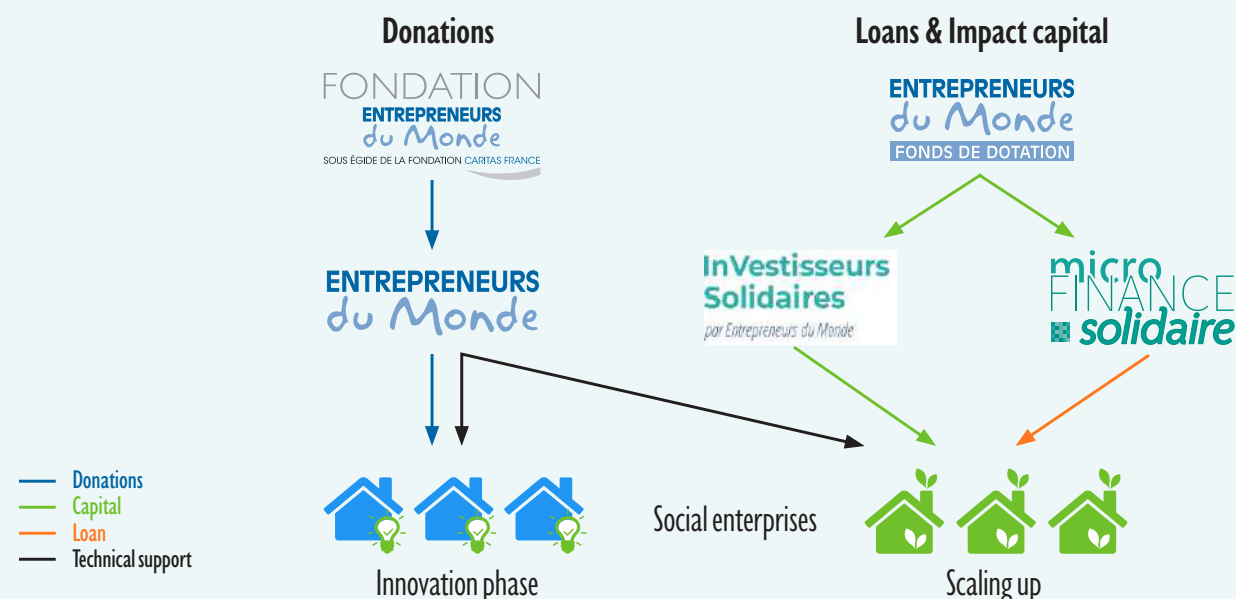 Donations
FONDATION
ENTREPRENEURS
du Monde
SOUS ÉGIDE DE LA FONDATION CARITAS FRANCE
Loans & Impact capital
ENTREPRENEURS
du Monde
FONDS DE DOTATION
ENTREPRENEURS
du Monde
InVestisseurs
Solidaires
par Entrepreneurs du Monde
micro
FINANCE
solidaire
Donations
Capital
Loan
Technical support
Social enterprises
Innovation phase
Scaling up